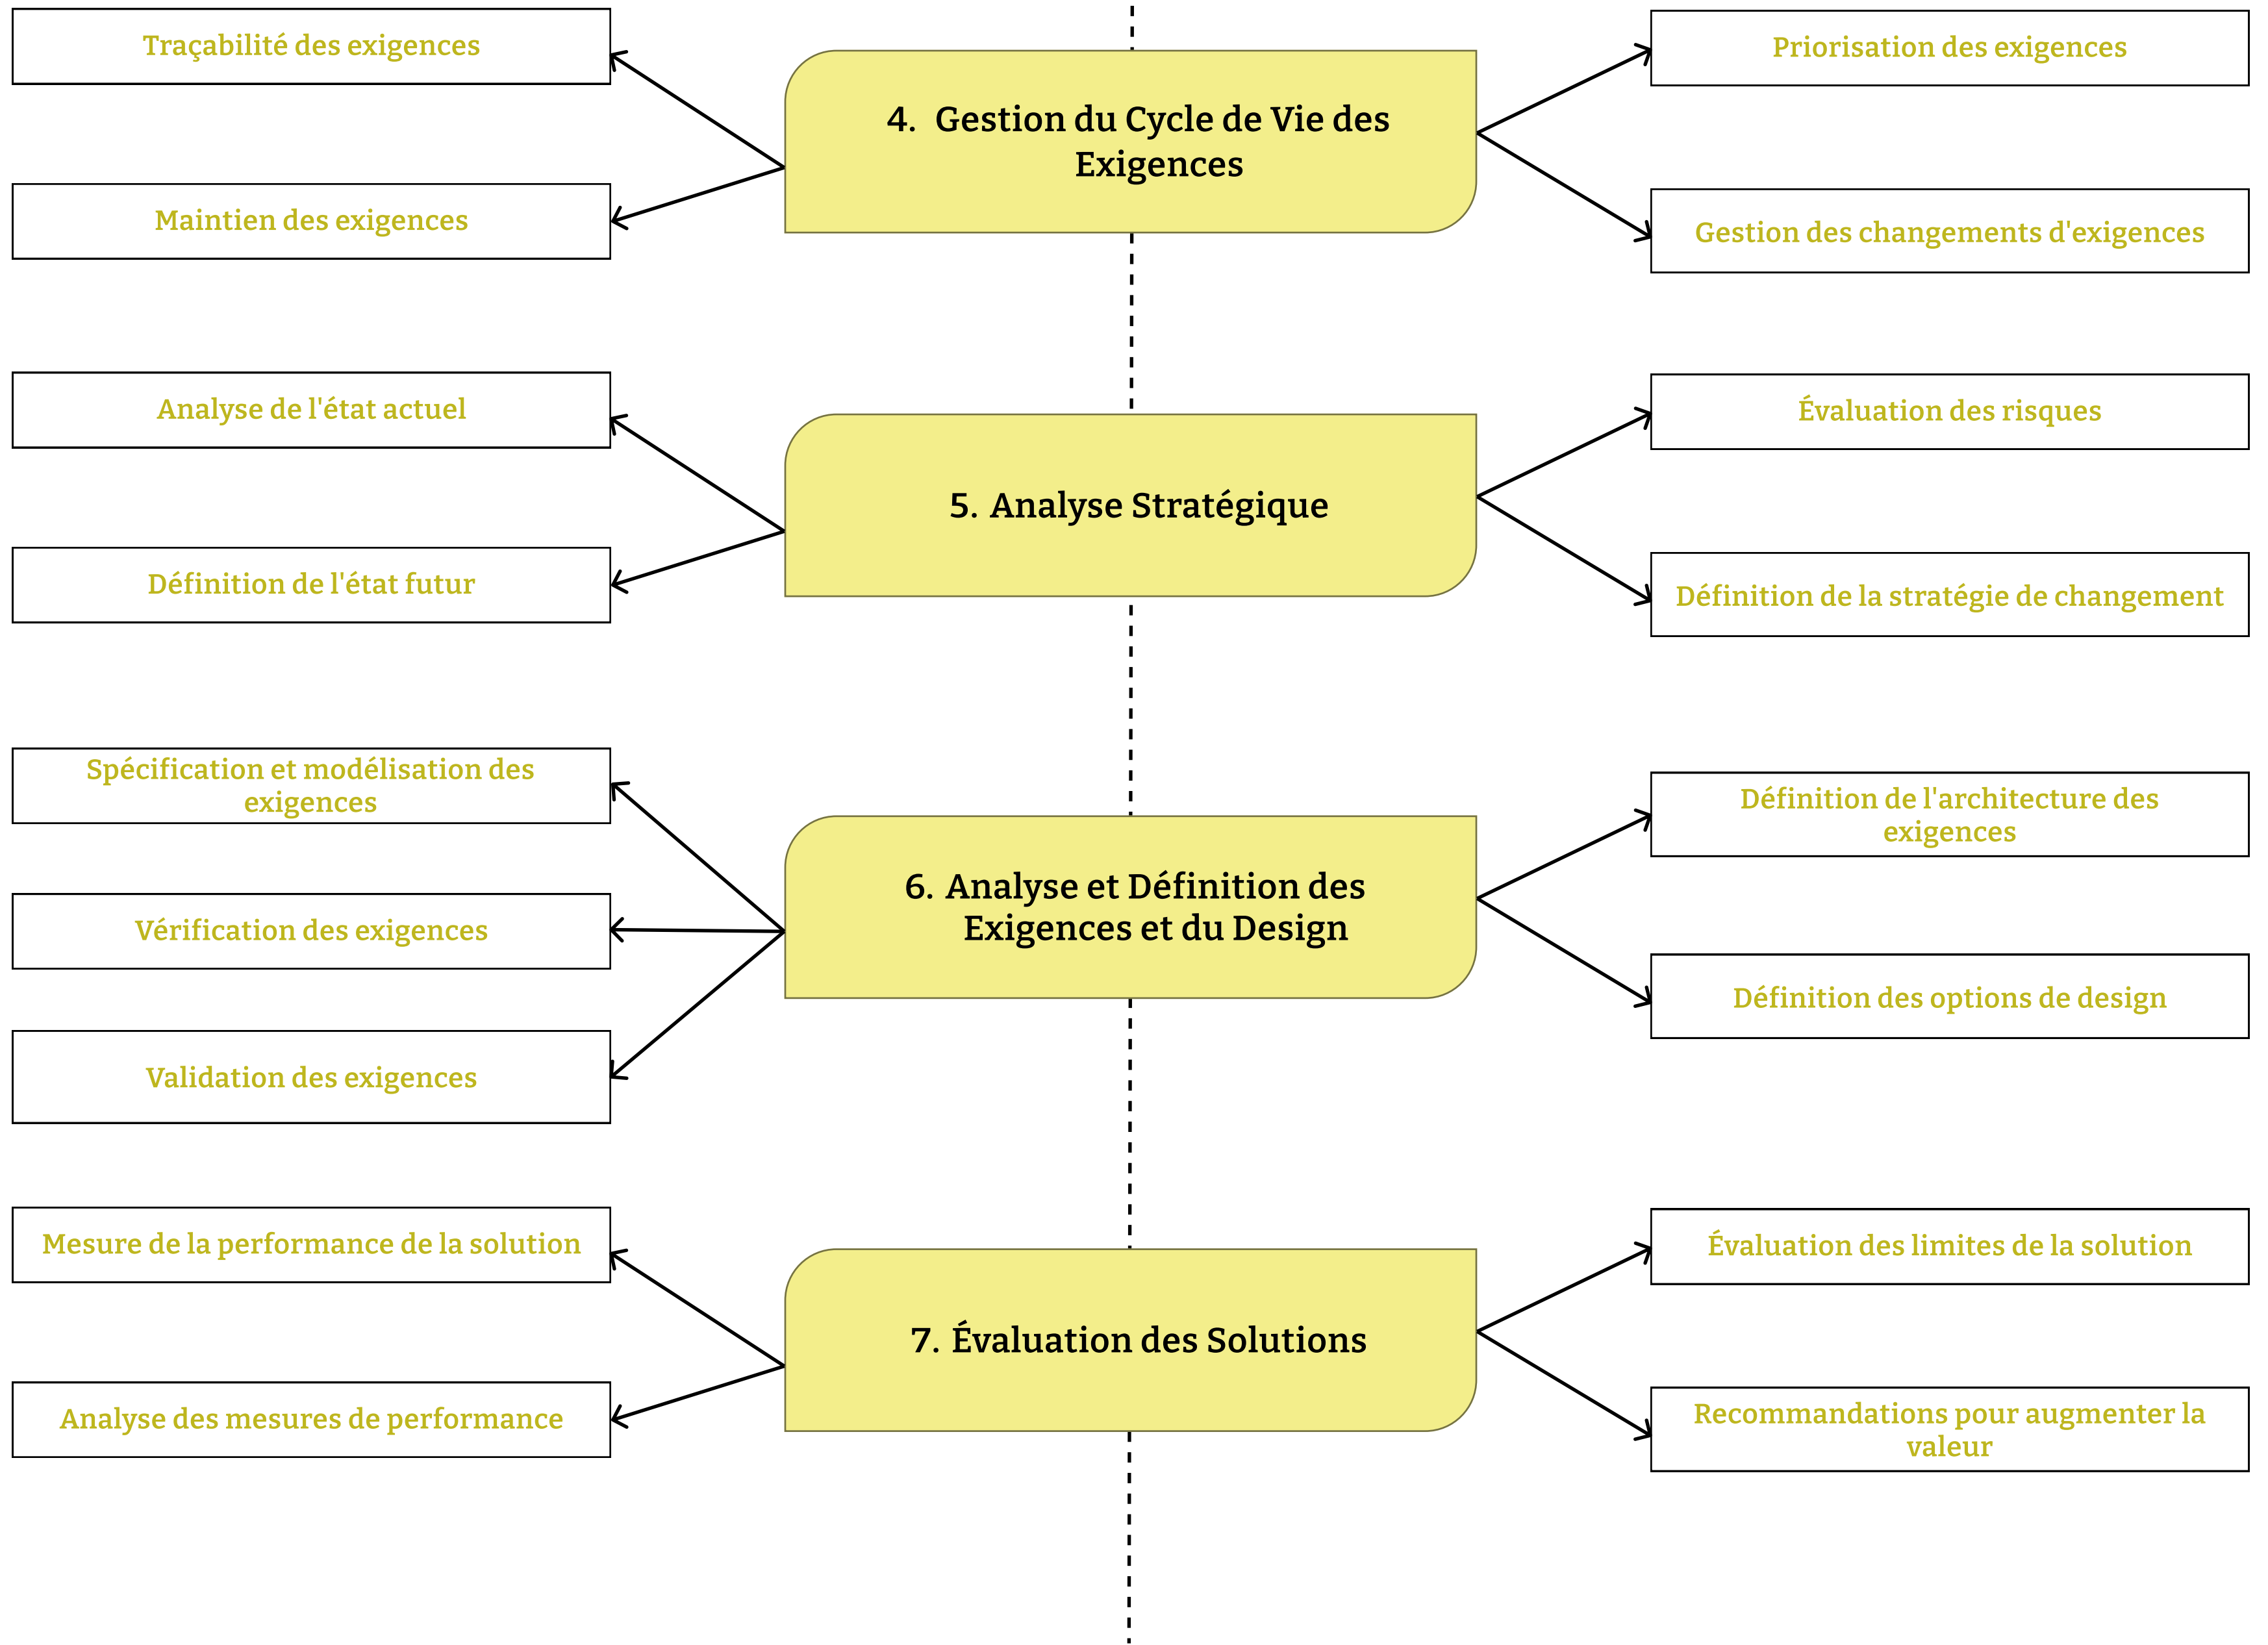 Traçabilité des exigences
Priorisation des exigences
4. Gestion du Cycle de Vie des
Exigences
Maintien des exigences
Gestion des changements d'exigences
Analyse de l'état actuel
Évaluation des risques
5. Analyse Stratégique
Définition de l'état futur
Définition de la stratégie de changement
Spécification et modélisation des
exigences
Définition de l'architecture des
exigences
6. Analyse et Définition des
Exigences et du Design
Vérification des exigences
Définition des options de design
Validation des exigences
Mesure de la performance de la solution
Évaluation des limites de la solution
7. Évaluation des Solutions
Analyse des mesures de performance
Recommandations pour augmenter la
valeur